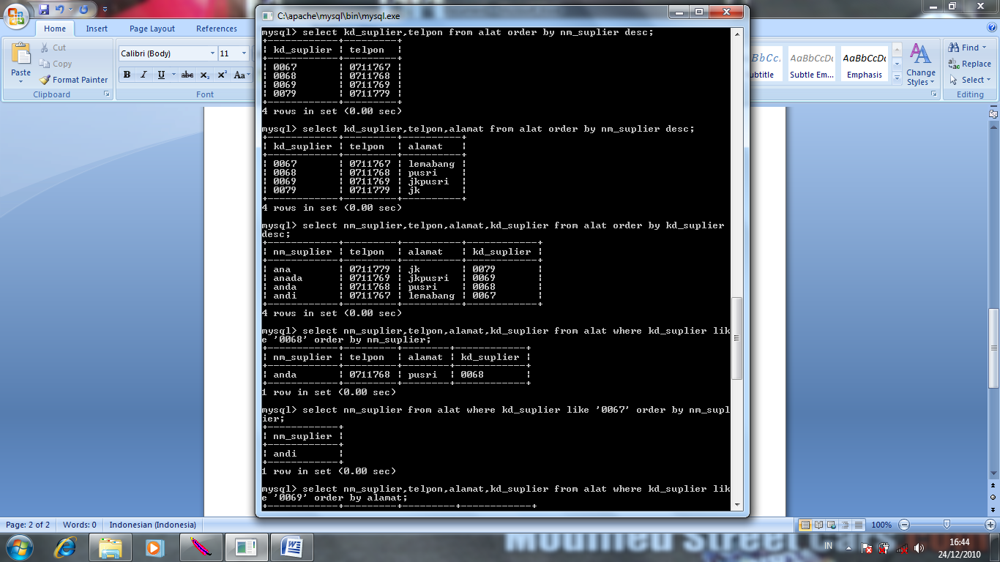 C:\apache\mysql\bin\mysql.exe
Home Insert Page Layout References
Paste
Cut
Copy
Format Painter
Clipboard
Calibri (Body) 11
B I U abc X₂ X² Aa
Font
AaBbCcDc AaBbCcDc
Subtle Em... Emphasis
Change Styles
Find
Replace
Select
Editing
mysql> select kd_suplier,telpon from alat order by nm_suplier desc;
+-------------+---------+
¦ kd_suplier ¦ telpon ¦
+-------------+---------+
¦ 0067 ¦ 0711767 ¦
¦ 0068 ¦ 0711768 ¦
¦ 0069 ¦ 0711769 ¦
¦ 0079 ¦ 0711779 ¦
+-------------+---------+
4 rows in set (0.00 sec)
mysql> select kd_suplier,telpon,alamat from alat order by nm_suplier desc;
+-------------+---------+----------+
¦ kd_suplier ¦ telpon ¦ alamat ¦
+-------------+---------+----------+
¦ 0067 ¦ 0711767 ¦ lemabang ¦
¦ 0068 ¦ 0711768 ¦ pusri ¦
¦ 0069 ¦ 0711769 ¦ jkpusri ¦
¦ 0079 ¦ 0711779 ¦ jk ¦
+-------------+---------+----------+
4 rows in set (0.00 sec)
mysql> select nm_suplier,telpon,alamat,kd_suplier from alat order by kd_suplier
desc;
+-------------+---------+----------+-------------+
¦ nm_suplier ¦ telpon ¦ alamat ¦ kd_suplier ¦
+-------------+---------+----------+-------------+
¦ ana ¦ 0711779 ¦ jk ¦ 0079 ¦
¦ anada ¦ 0711769 ¦ jkpusri ¦ 0069 ¦
¦ anda ¦ 0711768 ¦ pusri ¦ 0068 ¦
¦ andi ¦ 0711767 ¦ lemabang ¦ 0067 ¦
+-------------+---------+----------+-------------+
4 rows in set (0.00 sec)
mysql> select nm_suplier,telpon,alamat,kd_suplier from alat where kd_suplier lik
e '0068' order by nm_suplier;
+-------------+---------+--------+-------------+
¦ nm_suplier ¦ telpon ¦ alamat ¦ kd_suplier ¦
+-------------+---------+--------+-------------+
¦ anda ¦ 0711768 ¦ pusri ¦ 0068 ¦
+-------------+---------+--------+-------------+
1 row in set (0.00 sec)
mysql> select nm_suplier from alat where kd_suplier like '0067' order by nm_supl
ier;
+-------------+
¦ nm_suplier ¦
+-------------+
¦ andi ¦
+-------------+
1 row in set (0.00 sec)
mysql> select nm_suplier,telpon,alamat,kd_suplier from alat where kd_suplier lik
e '0069' order by alamat;
+-------------+---------+---------+-------------+
Page: 2 of 2 Words: 0 Indonesian (Indonesia) 100%
Modified Street Cars
IN 16:44
24/12/2010